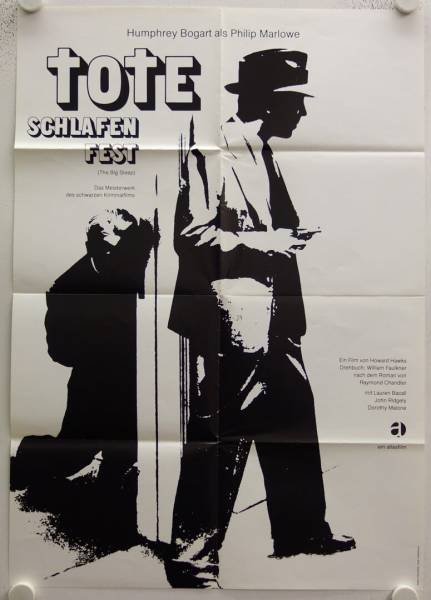 Humphrey Bogart als Philip Marlowe
tOtE
SCHLAFEN
FEST
(The Big Sleep)
Das Meisterwerk
des schwarzen Kriminalfilms
Ein Film von Howard Hawks
Drehbuch: William Faulkner
nach dem Roman von
Raymond Chandler
mit Lauren Bacall
John Ridgely
Dorothy Malone
a
ein atlasfilm